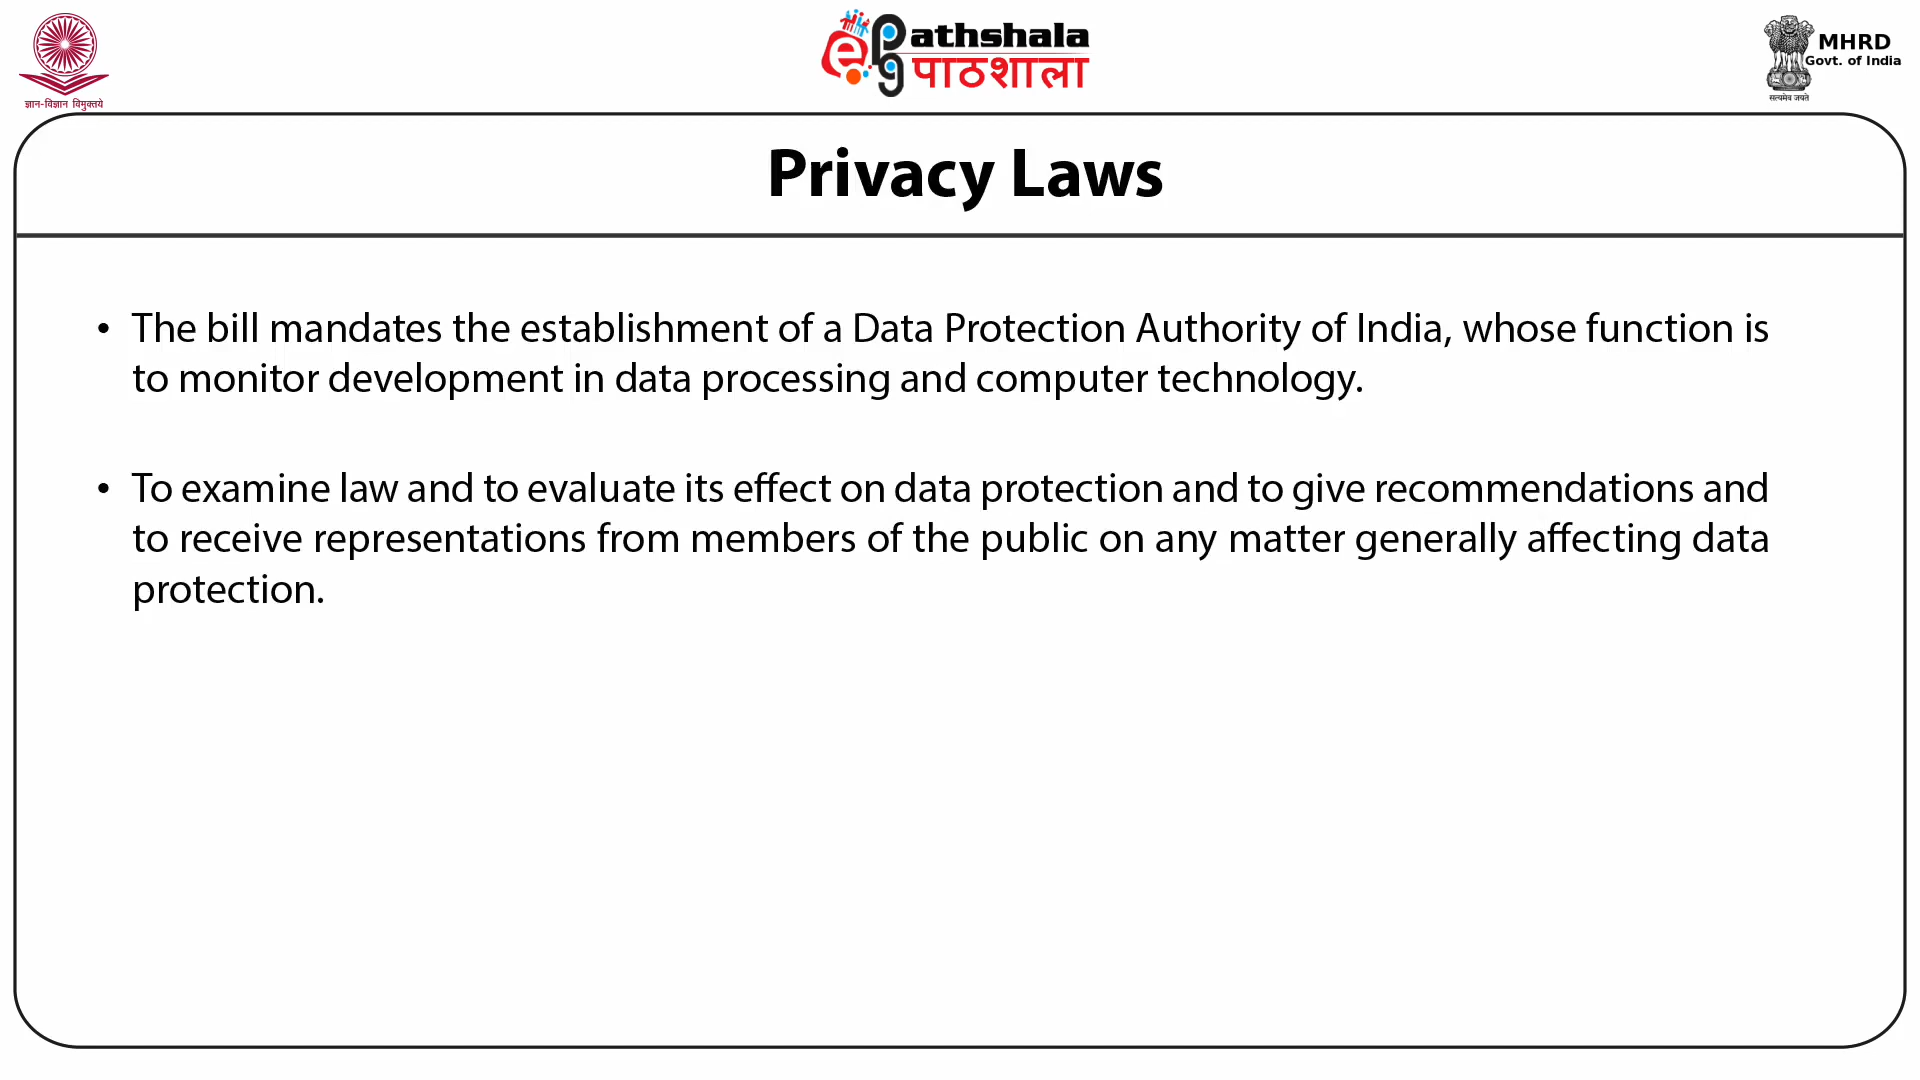 ज्ञान-विज्ञान विमुक्तये
e PG athshala
पाठशाला
MHRD
Govt. of India
सत्यमेव जयते
Privacy Laws
• The bill mandates the establishment of a Data Protection Authority of India, whose function is
to monitor development in data processing and computer technology.
• To examine law and to evaluate its effect on data protection and to give recommendations and
to receive representations from members of the public on any matter generally affecting data
protection.